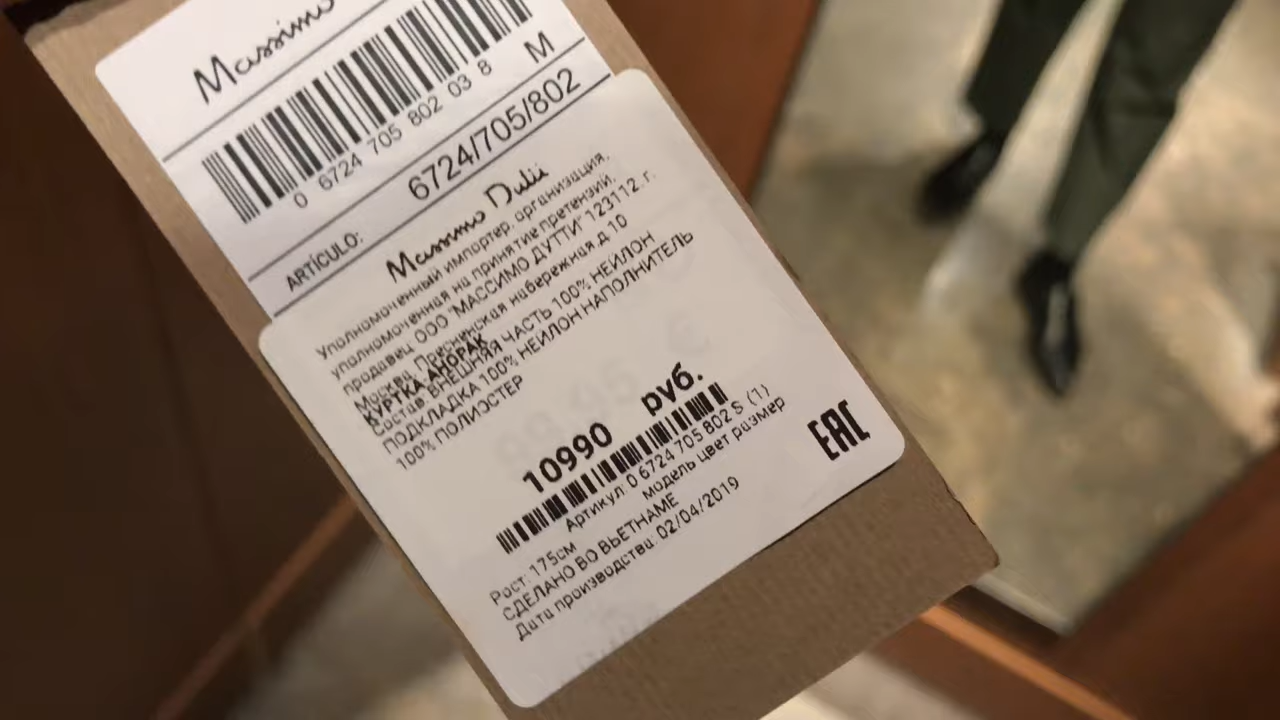 Massimo
0 6724 705 802 03 8
M
ARTÍCULO:
6724/705/802
Massimo Dutti
Уполномоченный импортер, организация,
уполномоченная на принятие претензий,
продавец ООО "МАССИМО ДУТТИ" 123112 г.
Москва, Пресненская набережная д 10
КУРТКА АНОРАК
Состав ВНЕШНЯЯ ЧАСТЬ 100% НЕЙЛОН
ПОДКЛАДКА 100% НЕЙЛОН НАПОЛНИТЕЛЬ
100% ПОЛИЭСТЕР
10990 руб.
Артикул: 0 6724 705 802 S (1)
модель цвет размер
EAC
Рост: 175см
СДЕЛАНО ВО ВЬЕТНАМЕ
Дата производства: 02/04/2019